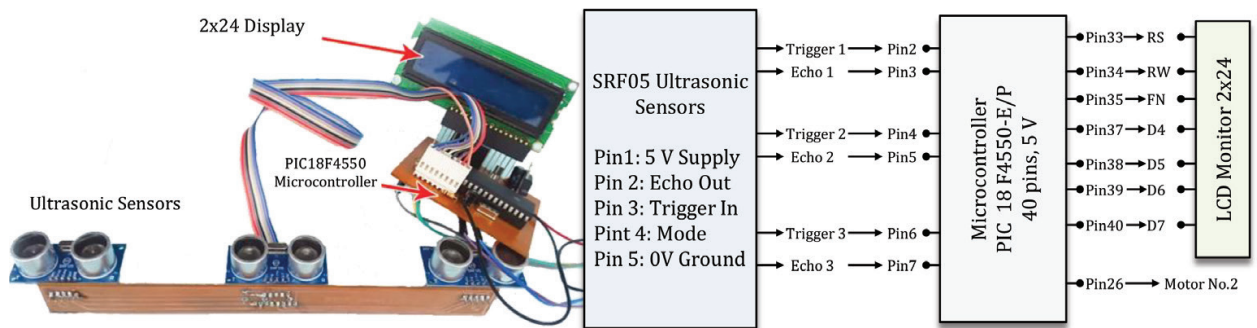 2x24 Display
PIC18F4550
Microcontroller
Ultrasonic Sensors
SRF05 Ultrasonic
Sensors
Pin1: 5 V Supply
Pin 2: Echo Out
Pin 3: Trigger In
Pint 4: Mode
Pin 5: 0V Ground
Trigger 1 Pin2
Echo 1 Pin3
Trigger 2 Pin4
Echo 2 Pin5
Trigger 3 Pin6
Echo 3 Pin7
Microcontroller
PIC 18 F4550-E/P
40 pins, 5 V
Pin33 RS
Pin34 RW
Pin35 FN
Pin37 D4
Pin38 D5
Pin39 D6
Pin40 D7
Pin26 Motor No.2
LCD Monitor 2x24